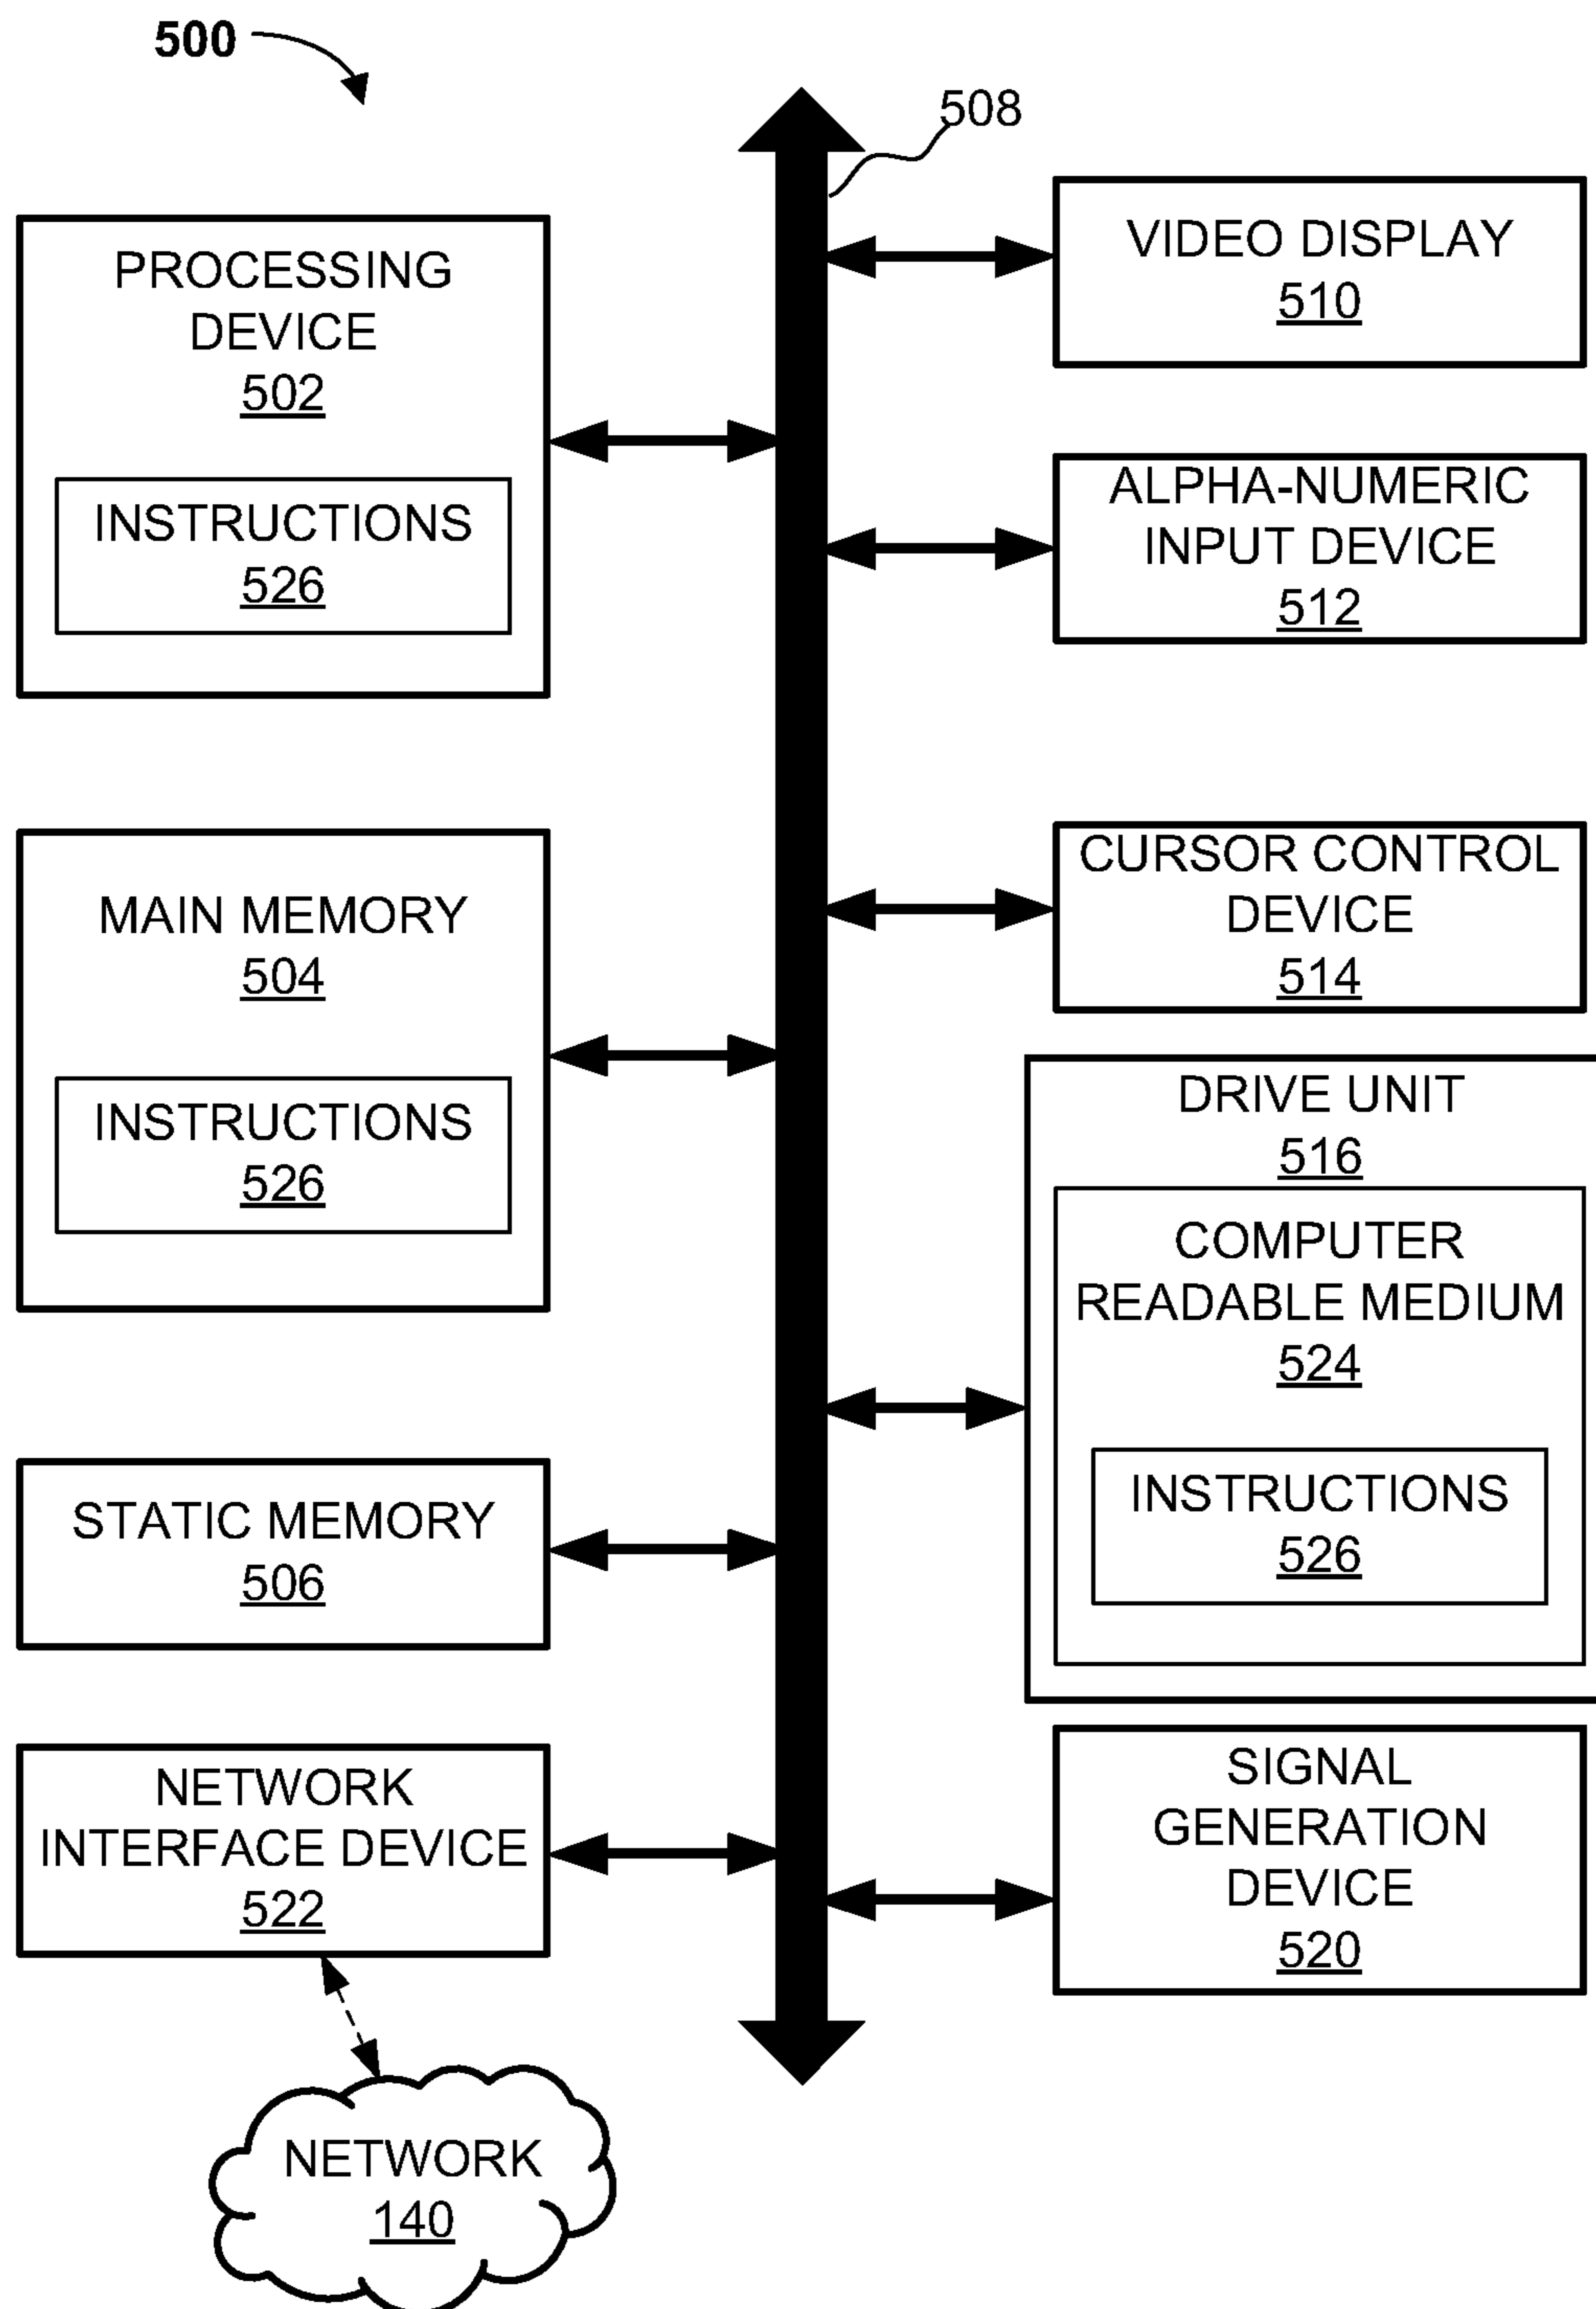 500
508
PROCESSING
DEVICE
502
INSTRUCTIONS
526
MAIN MEMORY
504
INSTRUCTIONS
526
STATIC MEMORY
506
NETWORK
INTERFACE DEVICE
522
NETWORK
140
VIDEO DISPLAY
510
ALPHA-NUMERIC
INPUT DEVICE
512
CURSOR CONTROL
DEVICE
514
DRIVE UNIT
516
COMPUTER
READABLE MEDIUM
524
INSTRUCTIONS
526
SIGNAL
GENERATION
DEVICE
520